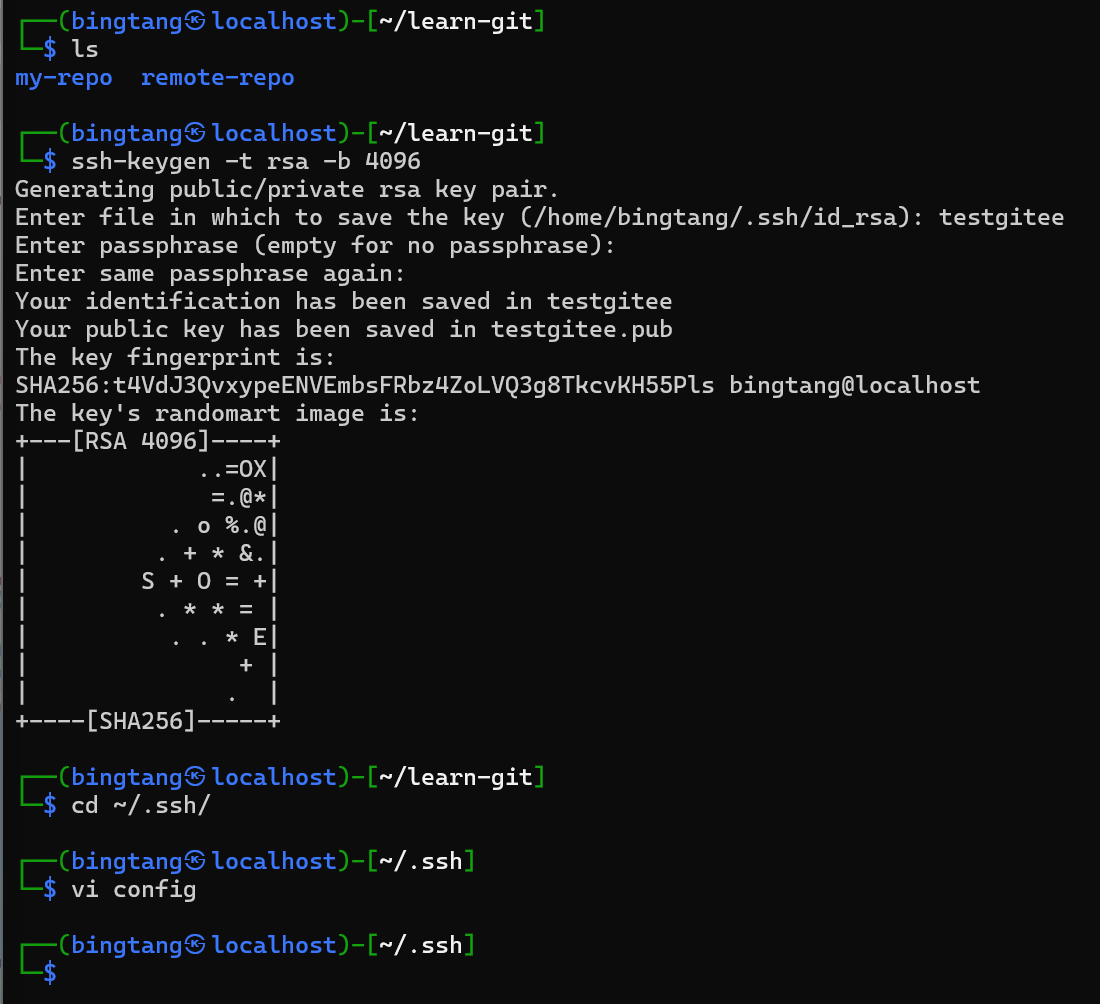 ┌──(bingtang㉿localhost)-[~/learn-git]
└─$ ls
my-repo  remote-repo
┌──(bingtang㉿localhost)-[~/learn-git]
└─$ ssh-keygen -t rsa -b 4096
Generating public/private rsa key pair.
Enter file in which to save the key (/home/bingtang/.ssh/id_rsa): testgitee
Enter passphrase (empty for no passphrase):
Enter same passphrase again:
Your identification has been saved in testgitee
Your public key has been saved in testgitee.pub
The key fingerprint is:
SHA256:t4VdJ3QvxypeENVEmbsFRbz4ZoLVQ3g8TkcvKH55Pls bingtang@localhost
The key's randomart image is:
+---[RSA 4096]----+
|            ..=OX|
|             =.@*|
|          . o %.@|
|         . + * &.|
|        S + O = +|
|         . * * = |
|          . . * E|
|               + |
|              .  |
+----[SHA256]-----+
┌──(bingtang㉿localhost)-[~/learn-git]
└─$ cd ~/.ssh/
┌──(bingtang㉿localhost)-[~/.ssh]
└─$ vi config
┌──(bingtang㉿localhost)-[~/.ssh]
└─$